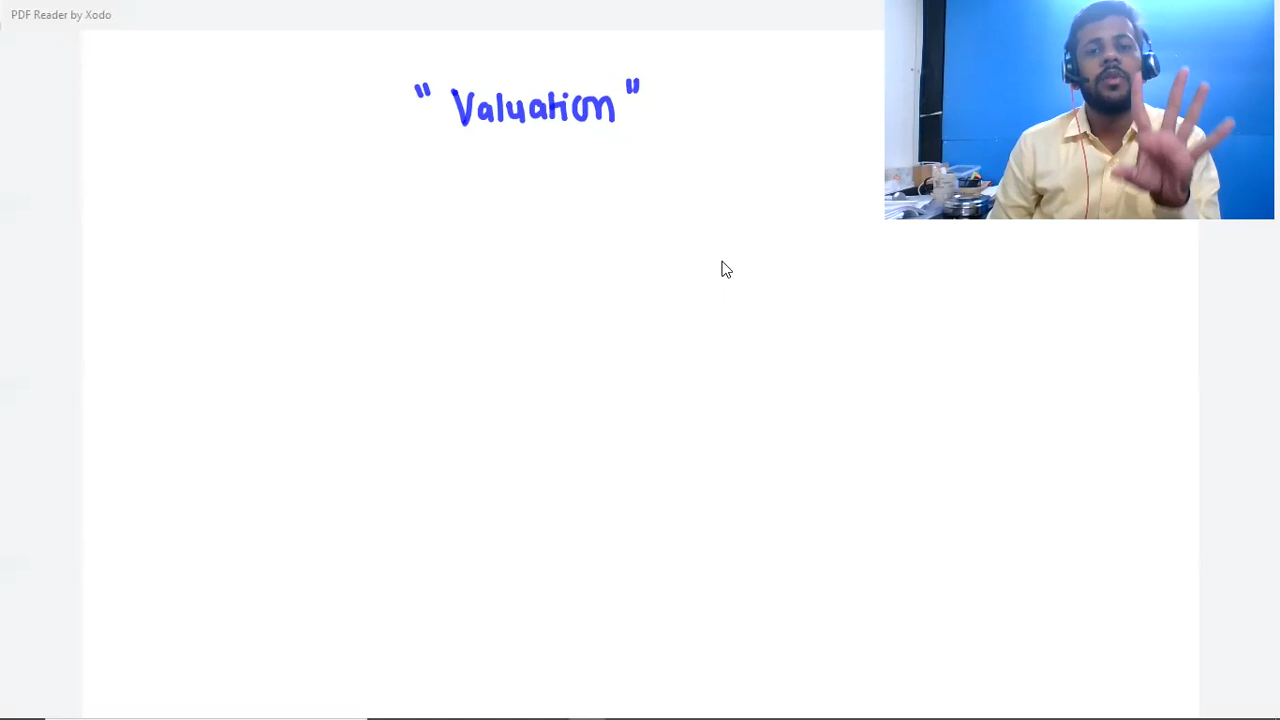 PDF Reader by Xodo
" Valuation "